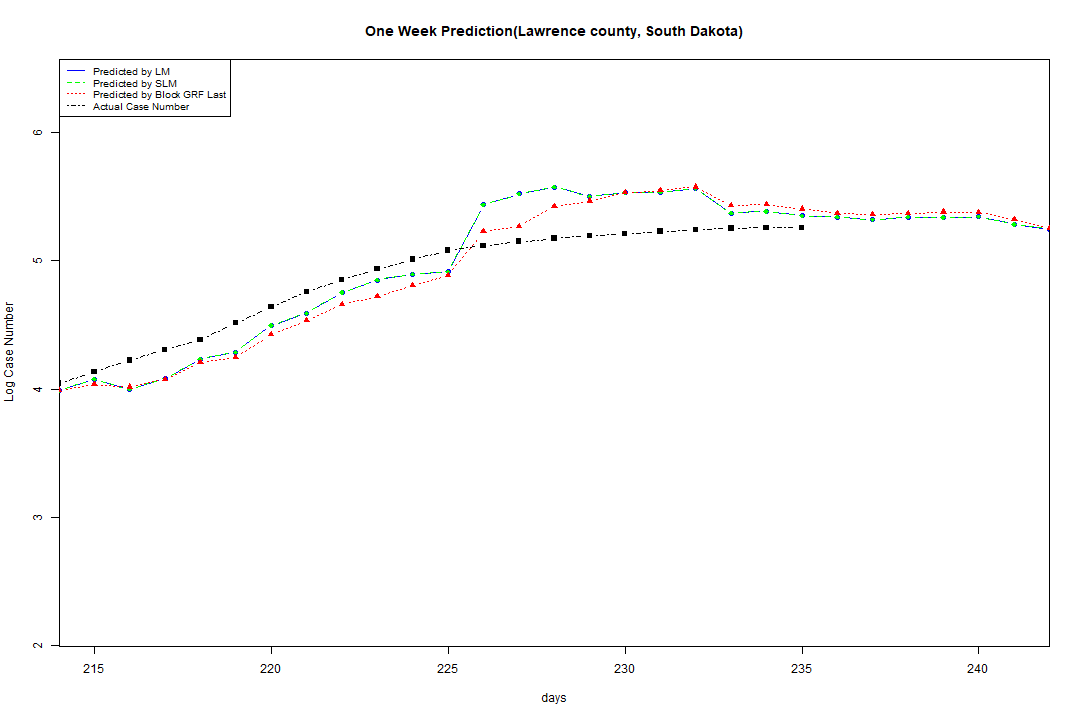 One Week Prediction(Lawrence county, South Dakota)
Predicted by LM
Predicted by SLM
Predicted by Block GRF Last
Actual Case Number
6
5
4
3
2
Log Case Number
215 220 225 230 235 240
days